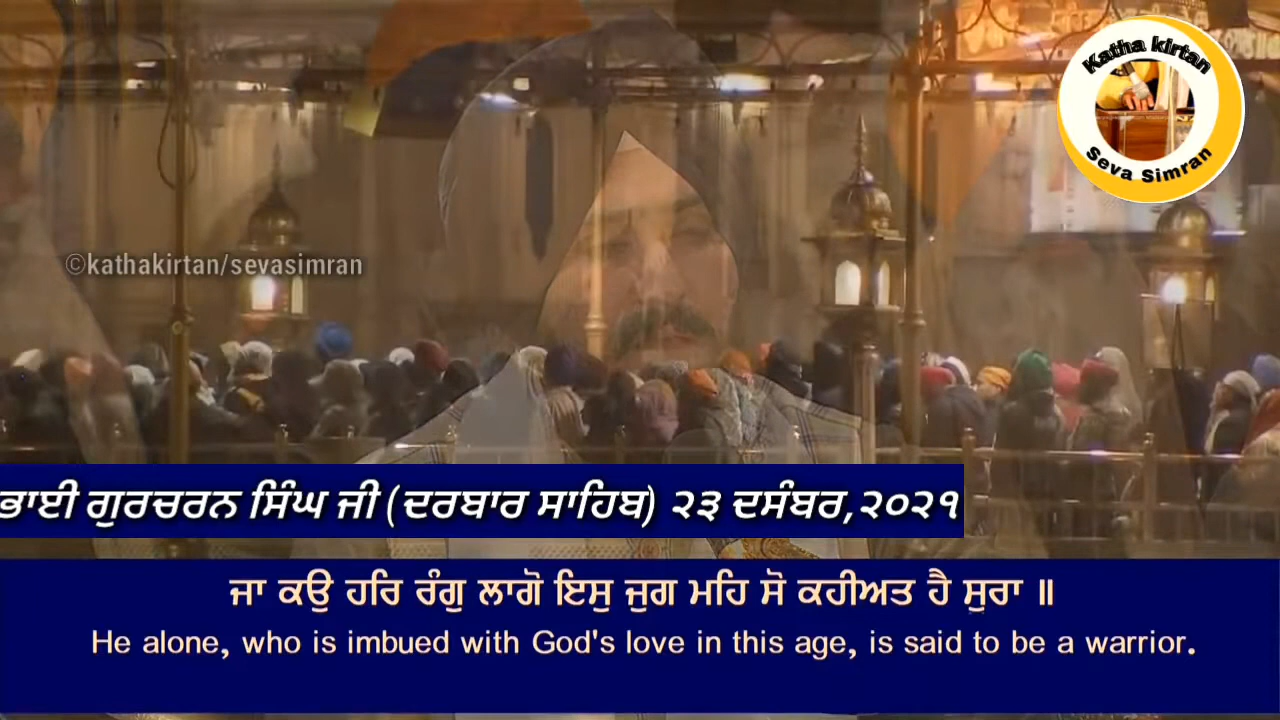 Katha kirtan
Seva Simran
©kathakirtan/sevasimran
ਭਾਈ ਗੁਰਚਰਨ ਸਿੰਘ ਜੀ (ਦਰਬਾਰ ਸਾਹਿਬ) ੨੩ ਦਸੰਬਰ,੨੦੨੧
ਜਾ ਕਉ ਹਰਿ ਰੰਗੁ ਲਾਗੋ ਇਸੁ ਜੁਗ ਮਹਿ ਸੋ ਕਹੀਅਤ ਹੈ ਸੂਰਾ ॥
He alone, who is imbued with God's love in this age, is said to be a warrior.